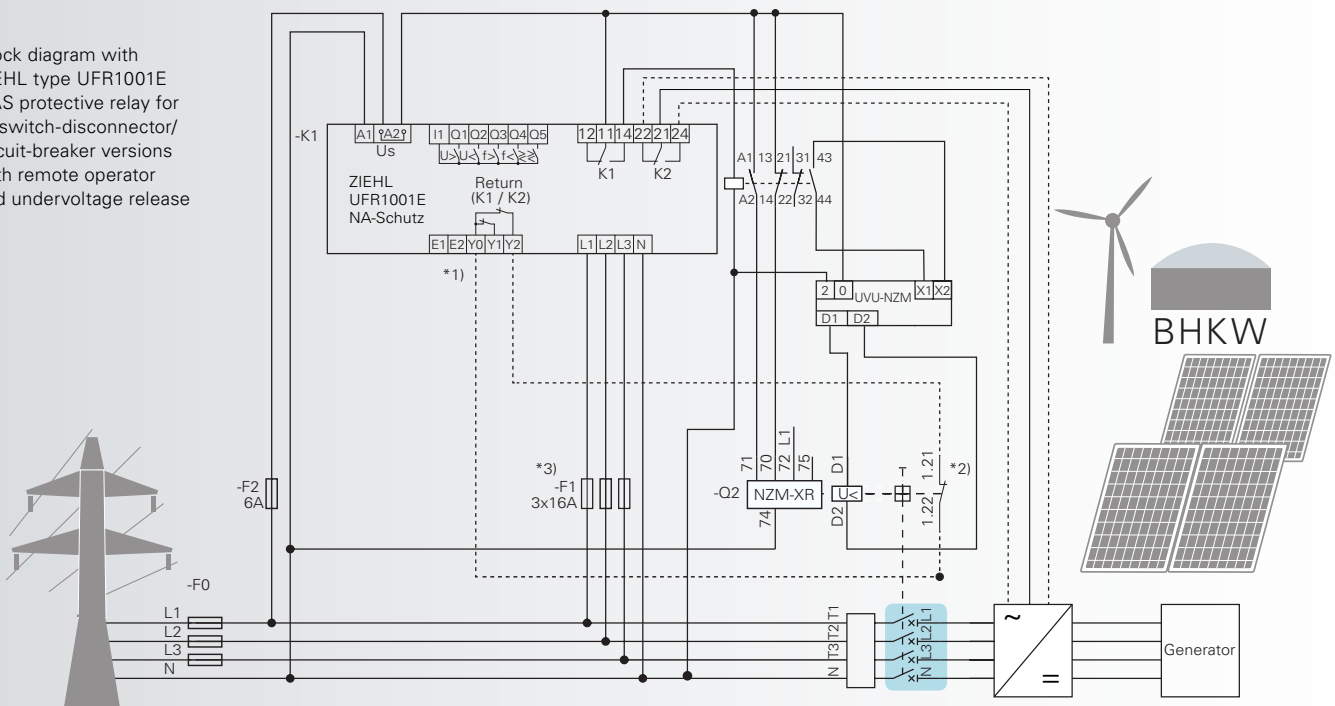 ock diagram with
EHL type UFR1001E
AS protective relay for
switch-disconnector/
cuit-breaker versions
th remote operator
d undervoltage release
-K1
A1 A2
Us
I1 Q1 Q2 Q3 Q4 Q5
U> U< f> f<
12 11 14 22 21 24
K1 K2
ZIEHL
UFR1001E
NA-Schutz
Return
(K1 / K2)
E1 E2 Y0 Y1 Y2
L1 L2 L3 N
*1)
A1 13 21 31 43
A2 14 22 32 44
2 0 UVU-NZM X1 X2
D1 D2
BHKW
-F2
6A
*3)
-F1
3x16A
71 70 72 L1 75
-Q2 NZM-XR
74
D1
U<
D2
1.21
1.22
*2)
-F0
L1
L2
L3
N
T1
T2
T3
N
L1
L2
L3
N
~
=
Generator